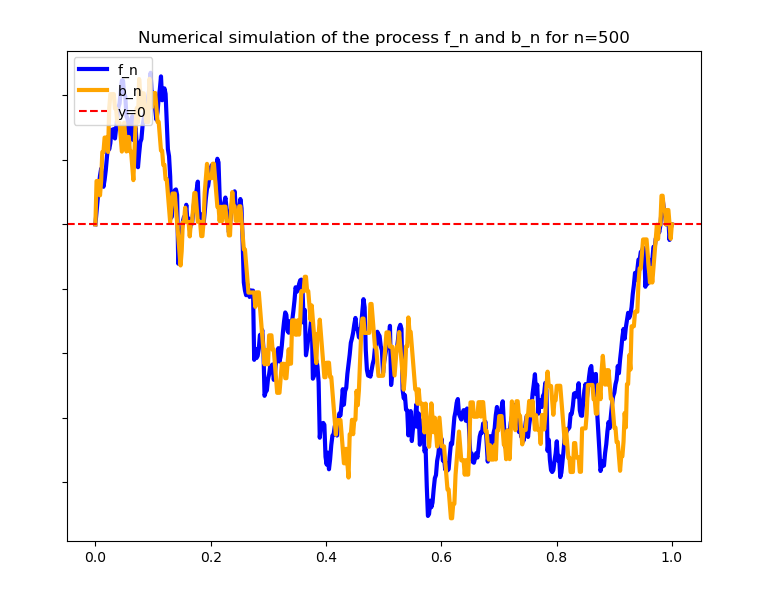 Numerical simulation of the process f_n and b_n for n=500
f_n
b_n
y=0
0.0 0.2 0.4 0.6 0.8 1.0